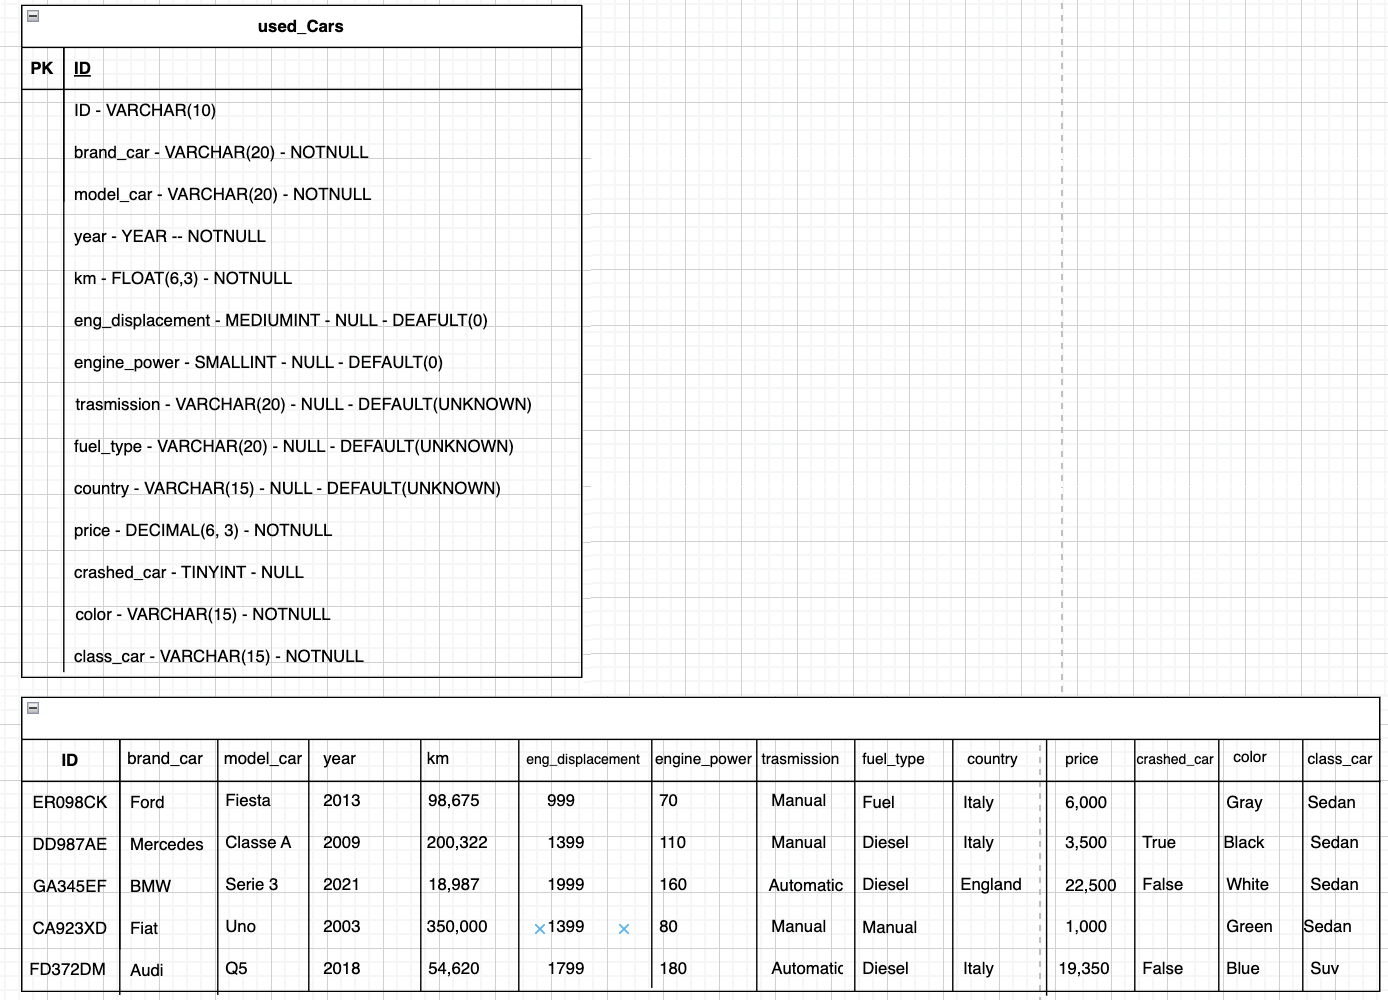 used_Cars
PK ID
ID - VARCHAR(10)
brand_car - VARCHAR(20) - NOTNULL
model_car - VARCHAR(20) - NOTNULL
year - YEAR -- NOTNULL
km - FLOAT(6,3) - NOTNULL
eng_displacement - MEDIUMINT - NULL - DEAFULT(0)
engine_power - SMALLINT - NULL - DEFAULT(0)
trasmission - VARCHAR(20) - NULL - DEFAULT(UNKNOWN)
fuel_type - VARCHAR(20) - NULL - DEFAULT(UNKNOWN)
country - VARCHAR(15) - NULL - DEFAULT(UNKNOWN)
price - DECIMAL(6, 3) - NOTNULL
crashed_car - TINYINT - NULL
color - VARCHAR(15) - NOTNULL
class_car - VARCHAR(15) - NOTNULL
ID brand_car model_car year km eng_displacement engine_power trasmission fuel_type country price crashed_car color class_car
ER098CK Ford Fiesta 2013 98,675 999 70 Manual Fuel Italy 6,000 Gray Sedan
DD987AE Mercedes Classe A 2009 200,322 1399 110 Manual Diesel Italy 3,500 True Black Sedan
GA345EF BMW Serie 3 2021 18,987 1999 160 Automatic Diesel England 22,500 False White Sedan
CA923XD Fiat Uno 2003 350,000 1399 80 Manual Manual 1,000 Green Sedan
FD372DM Audi Q5 2018 54,620 1799 180 Automatic Diesel Italy 19,350 False Blue Suv